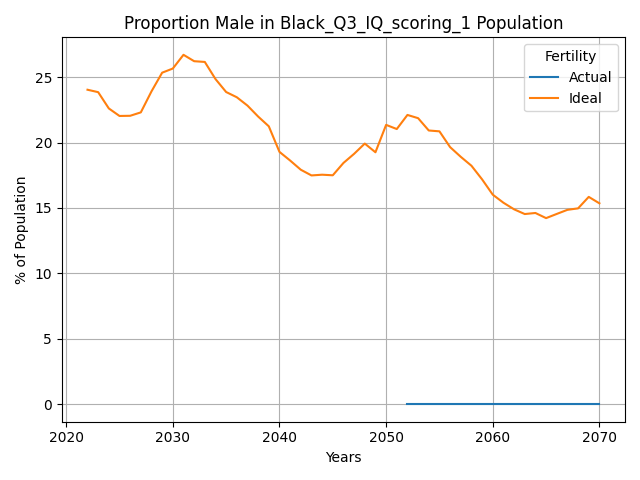 Proportion Male in Black_Q3_IQ_scoring_1 Population
Fertility
Actual
Ideal
% of Population
25
20
15
10
5
0
2020 2030 2040 2050 2060 2070
Years